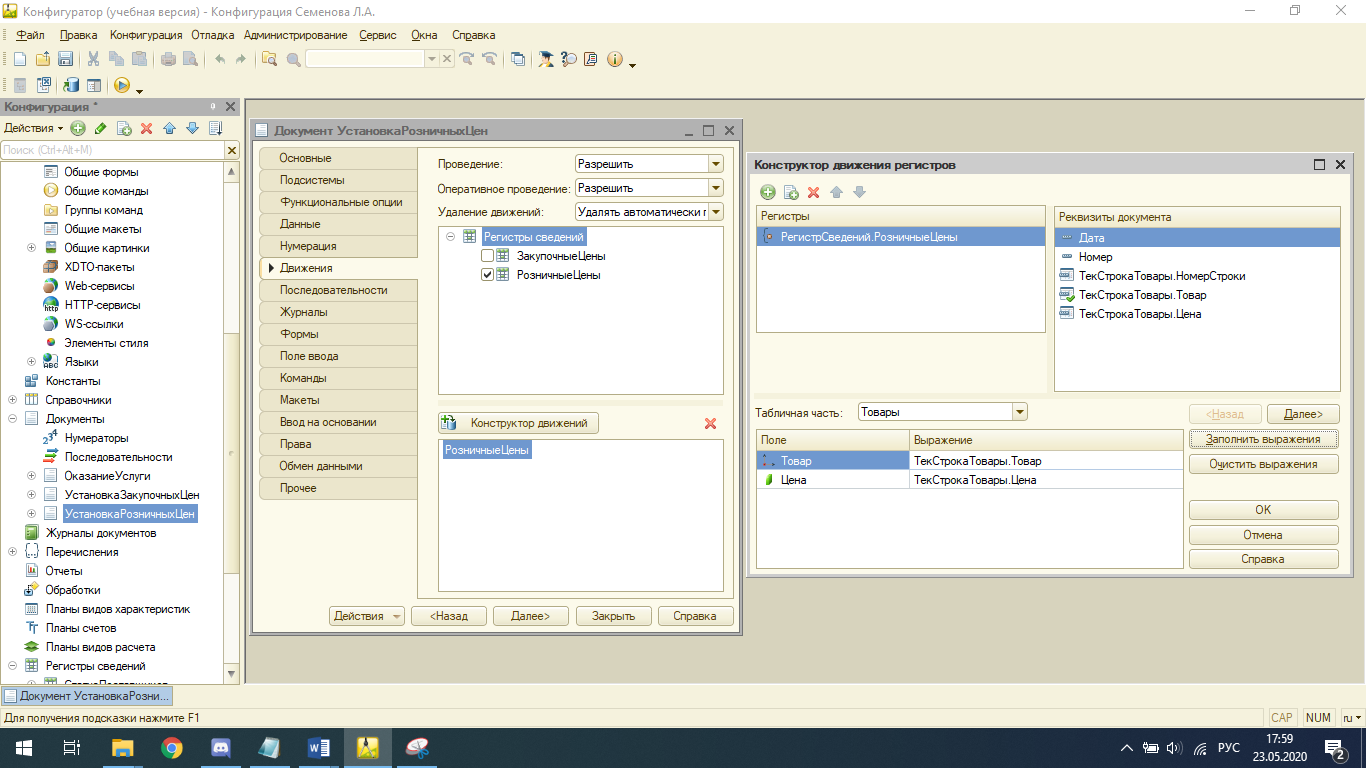 Конфигуратор (учебная версия) - Конфигурация Семенова Л.А.
Файл Правка Конфигурация Отладка Администрирование Сервис Окна Справка
Конфигурация *
Действия
Поиск (Ctrl+Alt+M)
Общие формы
Общие команды
Группы команд
Общие макеты
Общие картинки
XDTO-пакеты
Web-сервисы
HTTP-сервисы
WS-ссылки
Элементы стиля
Языки
Константы
Справочники
Документы
Нумераторы
Последовательности
ОказаниеУслуги
УстановкаЗакупочныхЦен
УстановкаРозничныхЦен
Журналы документов
Перечисления
Отчеты
Обработки
Планы видов характеристик
Планы счетов
Планы видов расчета
Регистры сведений
Документ УстановкаРозничныхЦен
Основные
Подсистемы
Функциональные опции
Данные
Нумерация
Движения
Последовательности
Журналы
Формы
Поле ввода
Команды
Макеты
Ввод на основании
Права
Обмен данными
Прочее
Проведение: Разрешить
Оперативное проведение: Разрешить
Удаление движений: Удалять автоматически г
Регистры сведений
ЗакупочныеЦены
РозничныеЦены
Конструктор движений
РозничныеЦены
Действия <Назад Далее> Закрыть Справка
Конструктор движения регистров
Регистры
РегистрСведений.РозничныеЦены
Реквизиты документа
Дата
Номер
ТекСтрокаТовары.НомерСтроки
ТекСтрокаТовары.Товар
ТекСтрокаТовары.Цена
Табличная часть: Товары
<Назад Далее>
Поле Выражение
Товар ТекСтрокаТовары.Товар
Цена ТекСтрокаТовары.Цена
Заполнить выражения
Очистить выражения
OK
Отмена
Справка
Документ УстановкаРозни...
Для получения подсказки нажмите F1
CAP NUM ru
РУС
17:59
23.05.2020
2